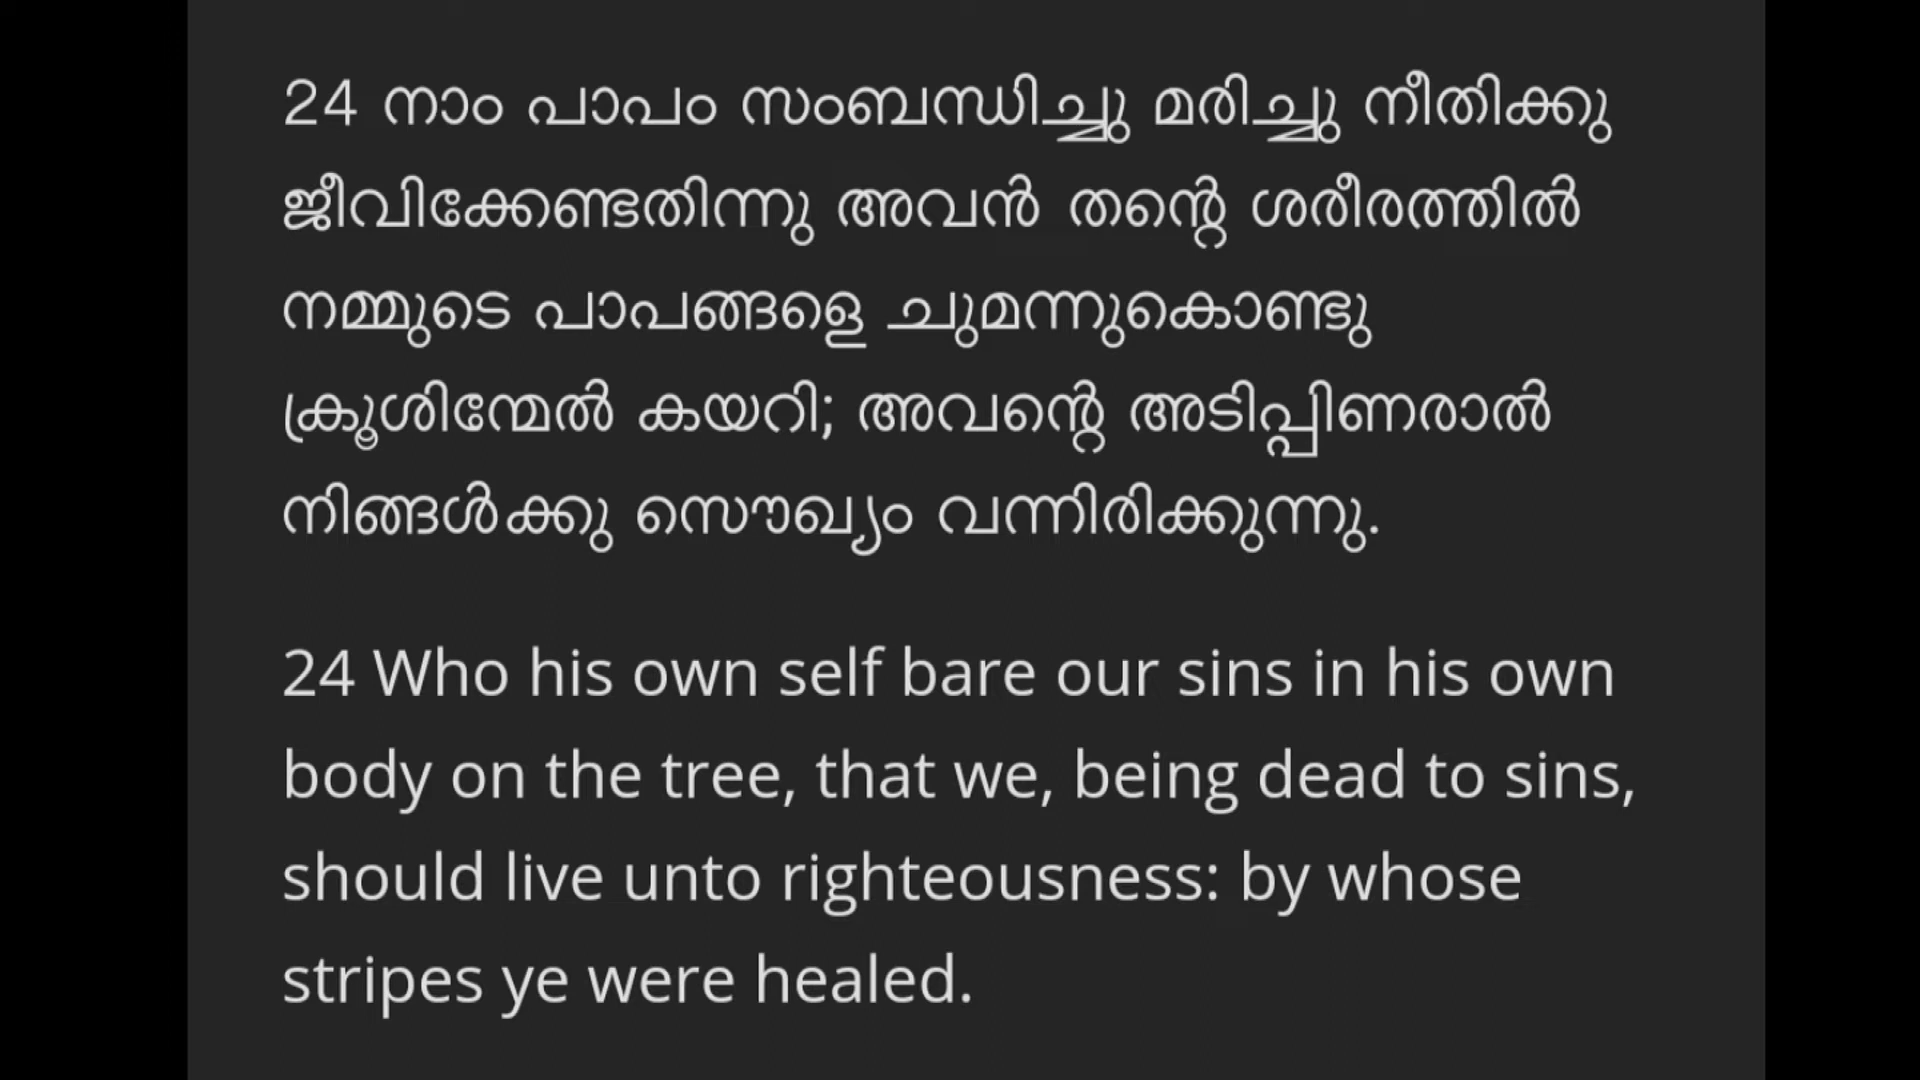 24 നാം പാപം സംബന്ധിച്ചു മരിച്ചു നീതിക്കു
ജീവിക്കേണ്ടതിന്നു അവൻ തന്റെ ശരീരത്തിൽ
നമ്മുടെ പാപങ്ങളെ ചുമന്നുകൊണ്ടു
ക്രൂശിന്മേൽ കയറി; അവന്റെ അടിപ്പിണരാൽ
നിങ്ങൾക്കു സൌഖ്യം വന്നിരിക്കുന്നു.
24 Who his own self bare our sins in his own
body on the tree, that we, being dead to sins,
should live unto righteousness: by whose
stripes ye were healed.